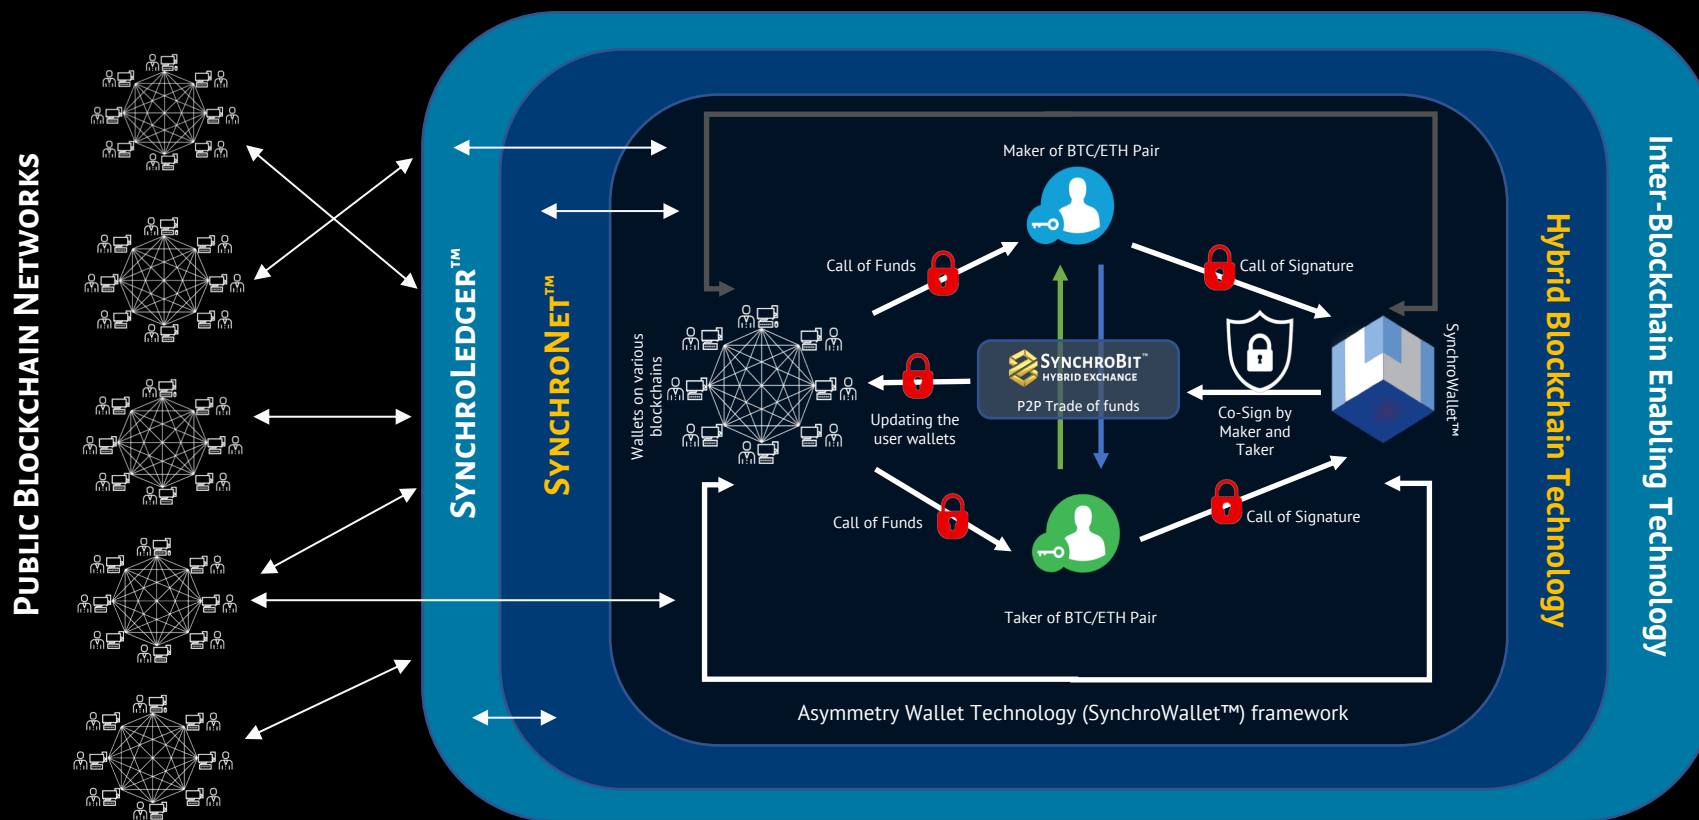 PUBLIC BLOCKCHAIN NETWORKS
SYNCHROLEDGER™
SYNCHRONET™
Wallets on various
blockchains
Maker of BTC/ETH Pair
Call of Funds
Call of Signature
SYNCHROBIT™
HYBRID EXCHANGE
P2P Trade of funds
Updating the
user wallets
Co-Sign by
Maker and
Taker
SynchroWallet™
Call of Funds
Call of Signature
Taker of BTC/ETH Pair
Asymmetry Wallet Technology (SynchroWallet™) framework
Hybrid Blockchain Technology
Inter-Blockchain Enabling Technology